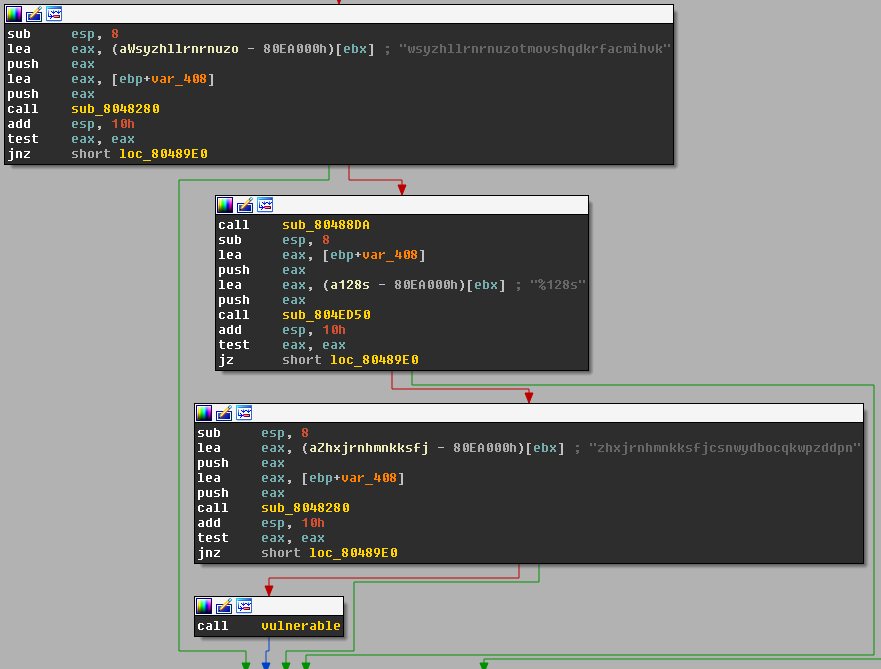 sub esp, 8
lea eax, (aWsyzhllrnrnuzo - 80EA000h)[ebx] ; "wsyzhllrnrnuzotmovshqdkrfacmihvk"
push eax
lea eax, [ebp+var_408]
push eax
call sub_8048280
add esp, 10h
test eax, eax
jnz short loc_80489E0
call sub_80488DA
sub esp, 8
lea eax, [ebp+var_408]
push eax
lea eax, (a128s - 80EA000h)[ebx] ; "%128s"
push eax
call sub_804ED50
add esp, 10h
test eax, eax
jz short loc_80489E0
sub esp, 8
lea eax, (aZhxjrnhmnkksfj - 80EA000h)[ebx] ; "zhxjrnhmnkksfjcsnwydbocqkwpzddpn"
push eax
lea eax, [ebp+var_408]
push eax
call sub_8048280
add esp, 10h
test eax, eax
jnz short loc_80489E0
call vulnerable